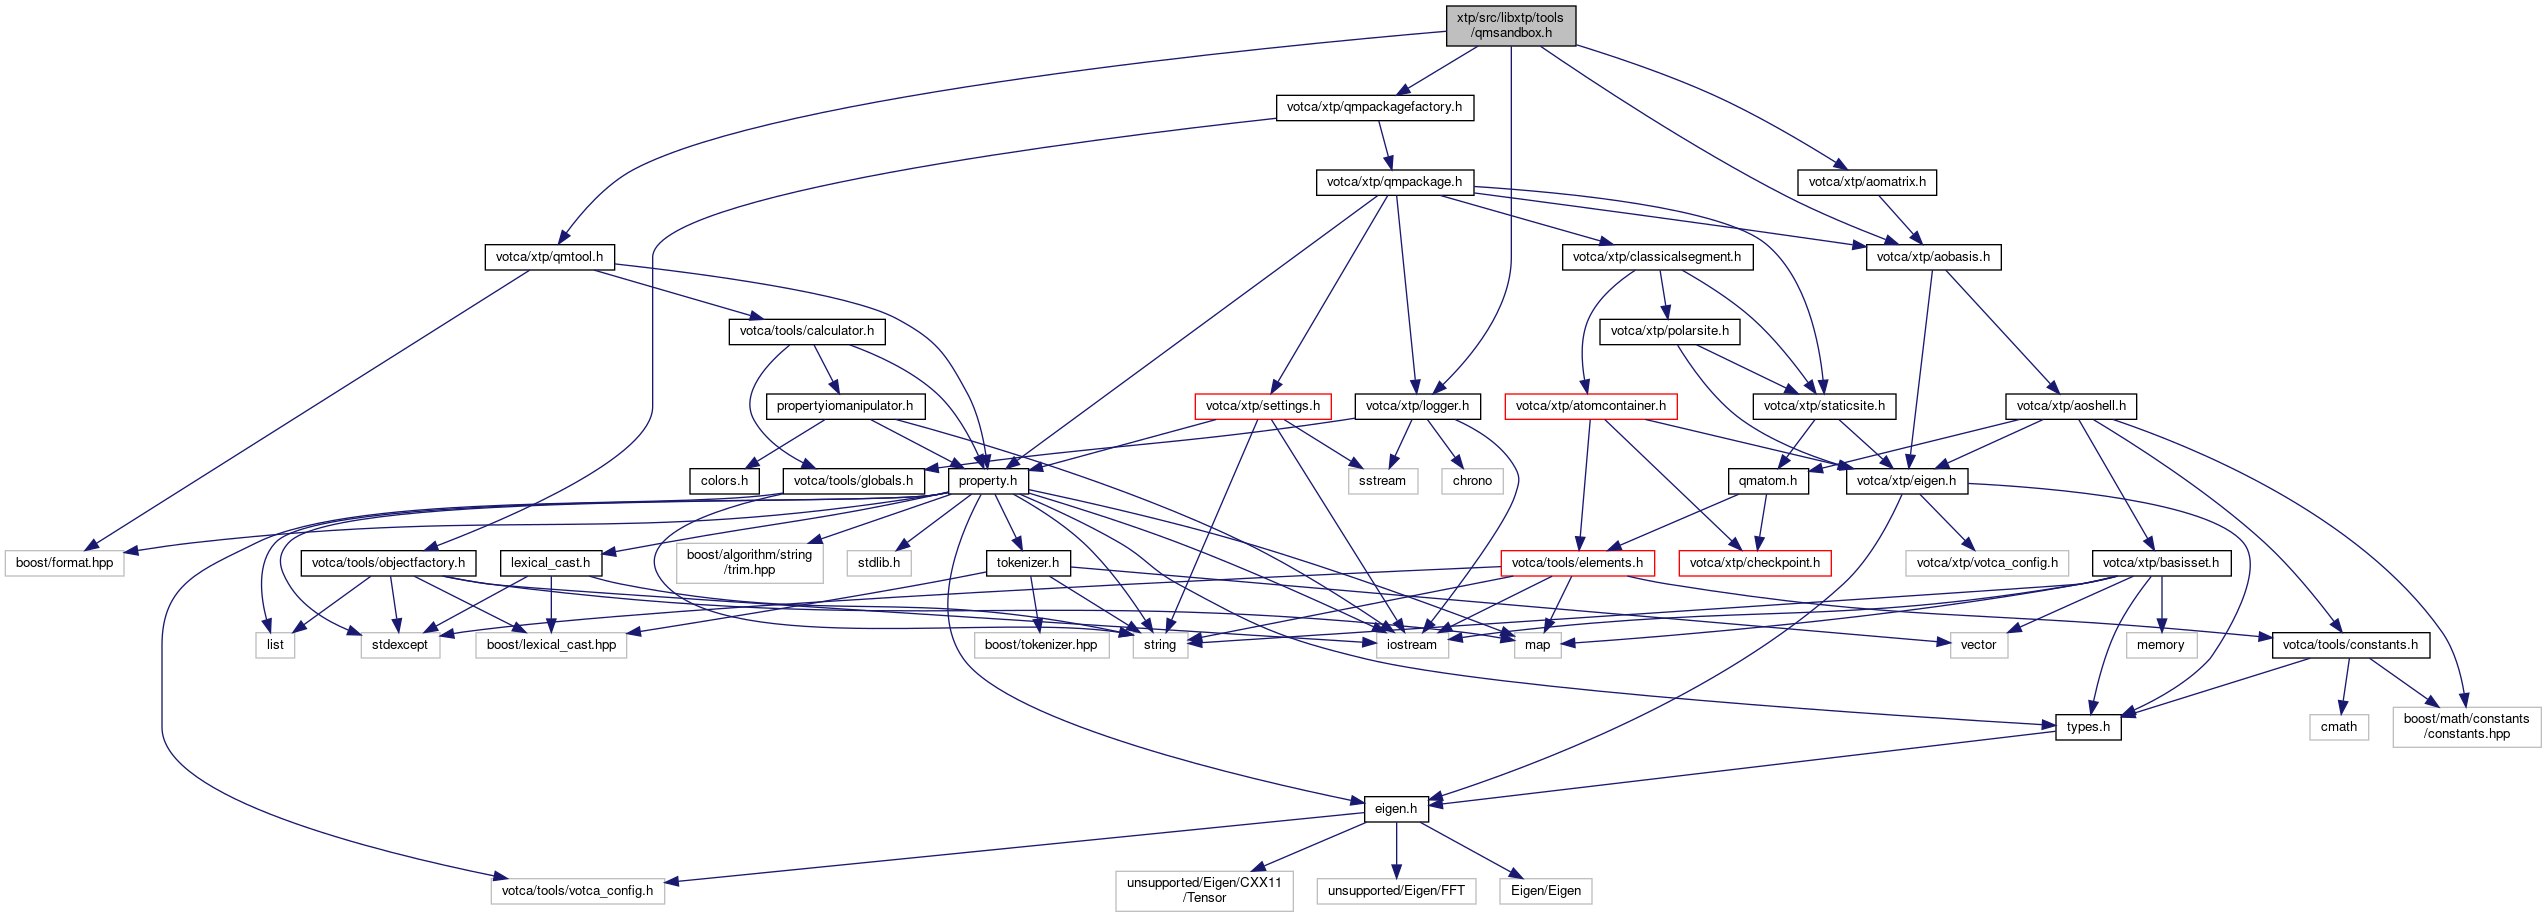 xtp/src/libxtp/tools
/qmsandbox.h
votca/xtp/qmpackagefactory.h
votca/xtp/qmpackage.h
votca/xtp/aomatrix.h
votca/xtp/qmtool.h
votca/xtp/classicalsegment.h
votca/xtp/aobasis.h
votca/tools/calculator.h
votca/xtp/polarsite.h
propertyiomanipulator.h
votca/xtp/settings.h
votca/xtp/logger.h
votca/xtp/atomcontainer.h
votca/xtp/staticsite.h
votca/xtp/aoshell.h
colors.h
votca/tools/globals.h
property.h
sstream
chrono
qmatom.h
votca/xtp/eigen.h
boost/format.hpp
votca/tools/objectfactory.h
lexical_cast.h
boost/algorithm/string
/trim.hpp
stdlib.h
tokenizer.h
votca/tools/elements.h
votca/xtp/checkpoint.h
votca/xtp/votca_config.h
votca/xtp/basisset.h
list
stdexcept
boost/lexical_cast.hpp
boost/tokenizer.hpp
string
iostream
map
vector
memory
votca/tools/constants.h
types.h
cmath
boost/math/constants
/constants.hpp
eigen.h
votca/tools/votca_config.h
unsupported/Eigen/CXX11
/Tensor
unsupported/Eigen/FFT
Eigen/Eigen